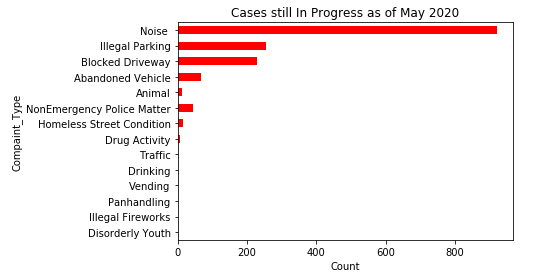 Cases still In Progress as of May 2020
Noise
Illegal Parking
Blocked Driveway
Abandoned Vehicle
Animal
NonEmergency Police Matter
Homeless Street Condition
Drug Activity
Traffic
Drinking
Vending
Panhandling
Illegal Fireworks
Disorderly Youth
Compaint_Type
0 200 400 600 800
Count